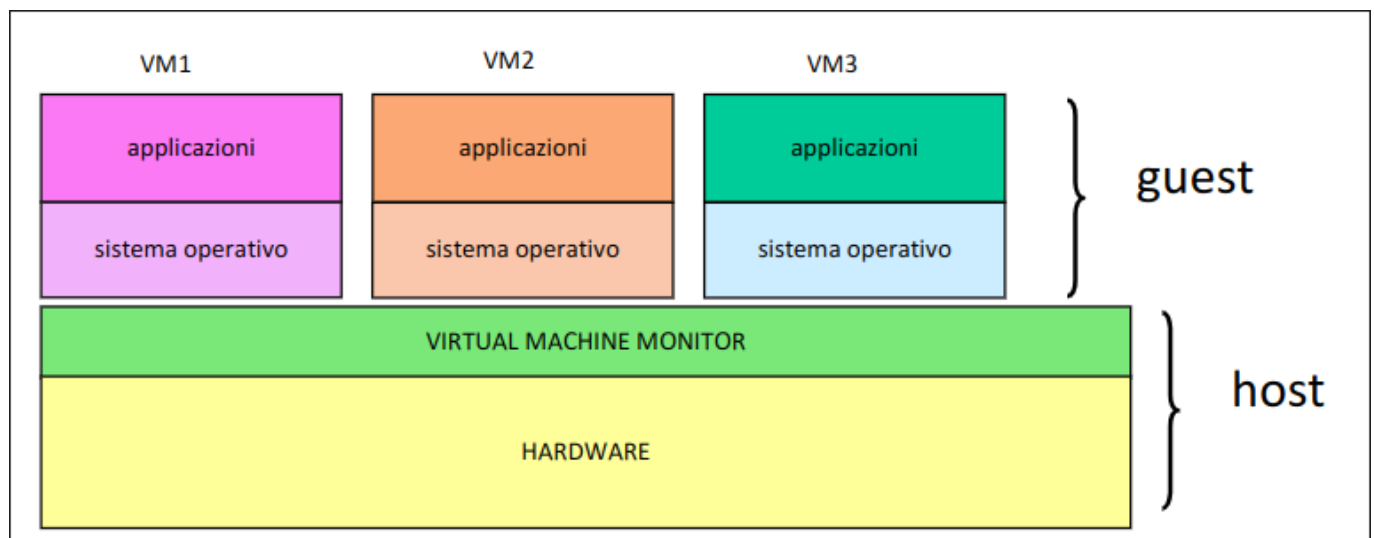 VM1
VM2
VM3
applicazioni
applicazioni
applicazioni
guest
sistema operativo
sistema operativo
sistema operativo
VIRTUAL MACHINE MONITOR
host
HARDWARE